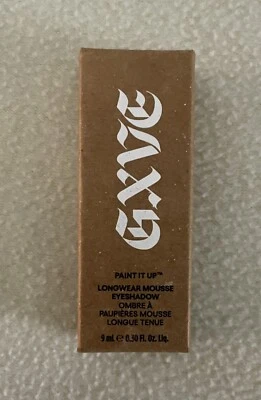 GXVE
PAINT IT UP™
LONGWEAR MOUSSE
EYESHADOW
OMBRE À
PAUPIÈRES MOUSSE
LONGUE TENUE
9 mL ℮ 0.30 Fl. Oz. Liq.